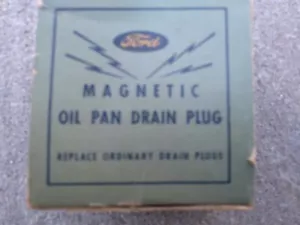 Ford
MAGNETIC
OIL PAN DRAIN PLUG
REPLACE ORDINARY DRAIN PLUGS